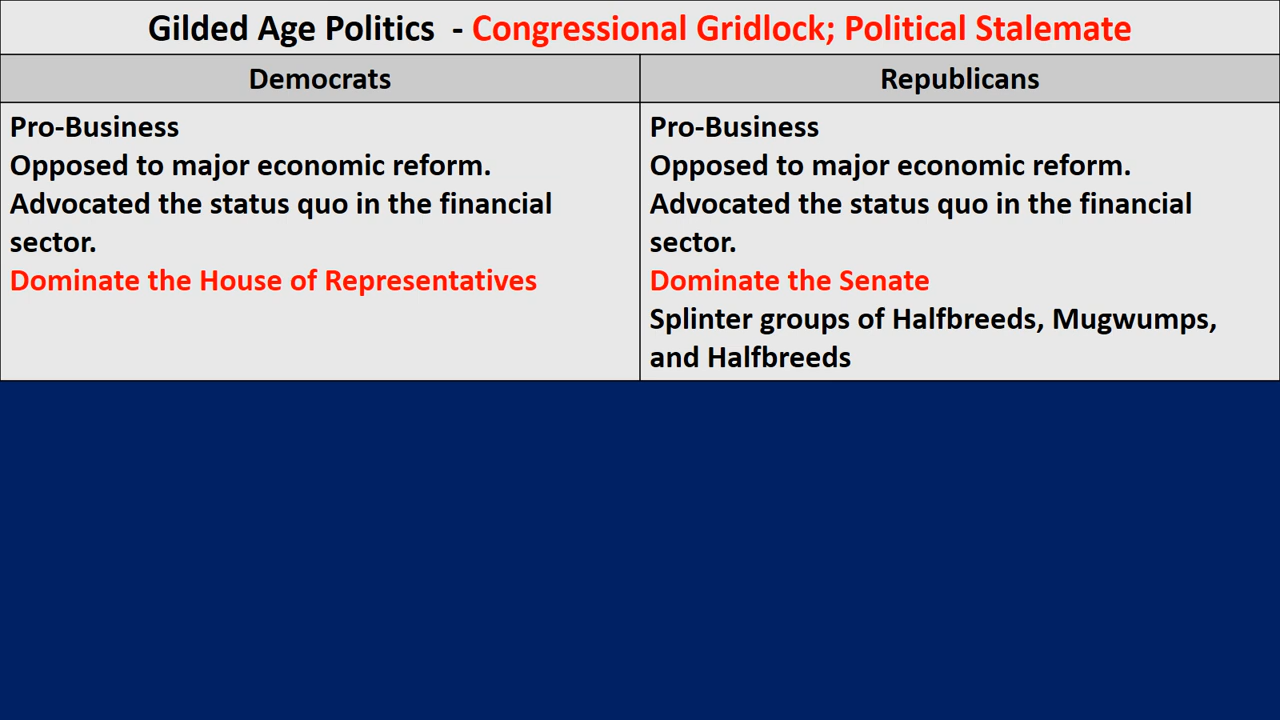 Gilded Age Politics - Congressional Gridlock; Political Stalemate
Democrats
Republicans
Pro-Business
Opposed to major economic reform.
Advocated the status quo in the financial
sector.
Dominate the House of Representatives
Pro-Business
Opposed to major economic reform.
Advocated the status quo in the financial
sector.
Dominate the Senate
Splinter groups of Halfbreeds, Mugwumps,
and Halfbreeds